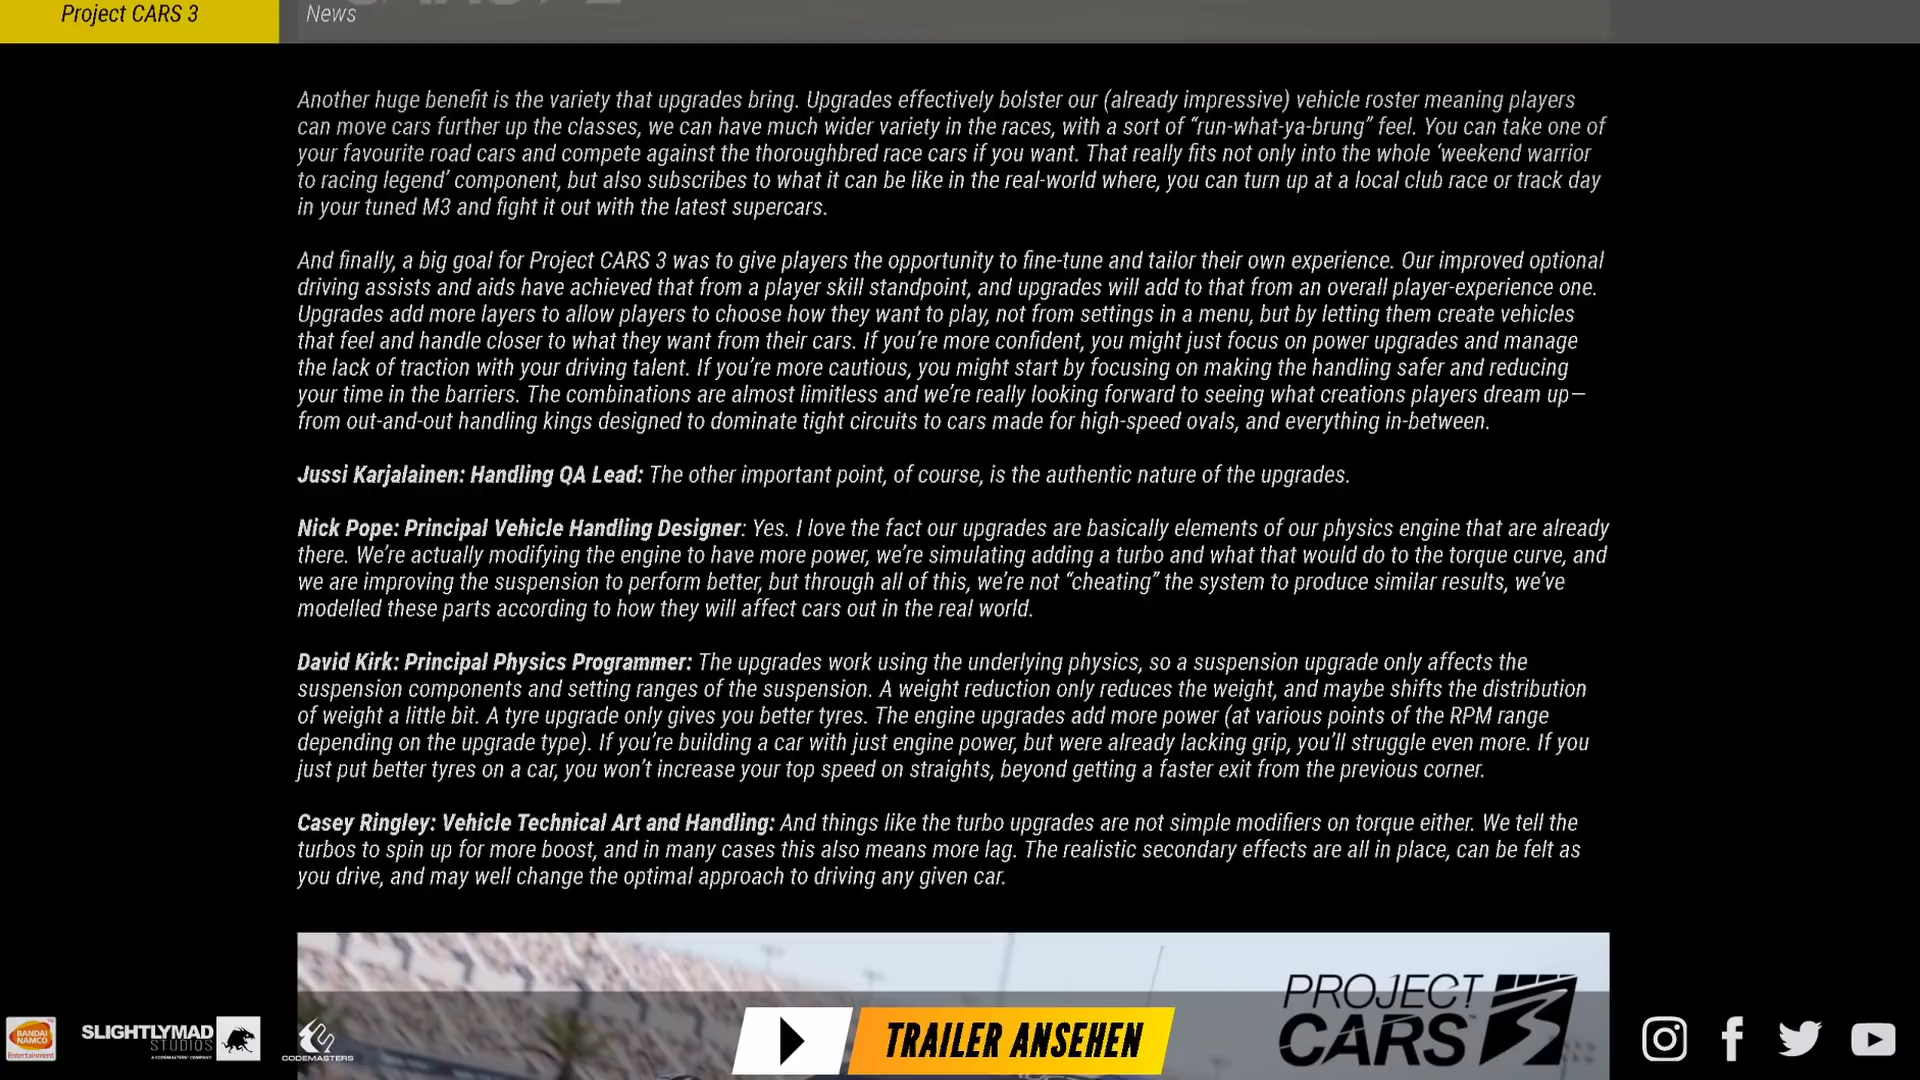 Project CARS 3
News
Another huge benefit is the variety that upgrades bring. Upgrades effectively bolster our (already impressive) vehicle roster meaning players
can move cars further up the classes, we can have much wider variety in the races, with a sort of “run-what-ya-brung” feel. You can take one of
your favourite road cars and compete against the thoroughbred race cars if you want. That really fits not only into the whole ‘weekend warrior
to racing legend’ component, but also subscribes to what it can be like in the real-world where, you can turn up at a local club race or track day
in your tuned M3 and fight it out with the latest supercars.
And finally, a big goal for Project CARS 3 was to give players the opportunity to fine-tune and tailor their own experience. Our improved optional
driving assists and aids have achieved that from a player skill standpoint, and upgrades will add to that from an overall player-experience one.
Upgrades add more layers to allow players to choose how they want to play, not from settings in a menu, but by letting them create vehicles
that feel and handle closer to what they want from their cars. If you’re more confident, you might just focus on power upgrades and manage
the lack of traction with your driving talent. If you’re more cautious, you might start by focusing on making the handling safer and reducing
your time in the barriers. The combinations are almost limitless and we’re really looking forward to seeing what creations players dream up—
from out-and-out handling kings designed to dominate tight circuits to cars made for high-speed ovals, and everything in-between.
Jussi Karjalainen: Handling QA Lead: The other important point, of course, is the authentic nature of the upgrades.
Nick Pope: Principal Vehicle Handling Designer: Yes. I love the fact our upgrades are basically elements of our physics engine that are already
there. We’re actually modifying the engine to have more power, we’re simulating adding a turbo and what that would do to the torque curve, and
we are improving the suspension to perform better, but through all of this, we’re not “cheating” the system to produce similar results, we’ve
modelled these parts according to how they will affect cars out in the real world.
David Kirk: Principal Physics Programmer: The upgrades work using the underlying physics, so a suspension upgrade only affects the
suspension components and setting ranges of the suspension. A weight reduction only reduces the weight, and maybe shifts the distribution
of weight a little bit. A tyre upgrade only gives you better tyres. The engine upgrades add more power (at various points of the RPM range
depending on the upgrade type). If you’re building a car with just engine power, but were already lacking grip, you’ll struggle even more. If you
just put better tyres on a car, you won’t increase your top speed on straights, beyond getting a faster exit from the previous corner.
Casey Ringley: Vehicle Technical Art and Handling: And things like the turbo upgrades are not simple modifiers on torque either. We tell the
turbos to spin up for more boost, and in many cases this also means more lag. The realistic secondary effects are all in place, can be felt as
you drive, and may well change the optimal approach to driving any given car.
PROJECT
CARS 3
BANDAI
NAMCO
Entertainment
SLIGHTLYMAD
STUDIOS
A CODEMASTERS COMPANY
CODEMASTERS
TRAILER ANSEHEN